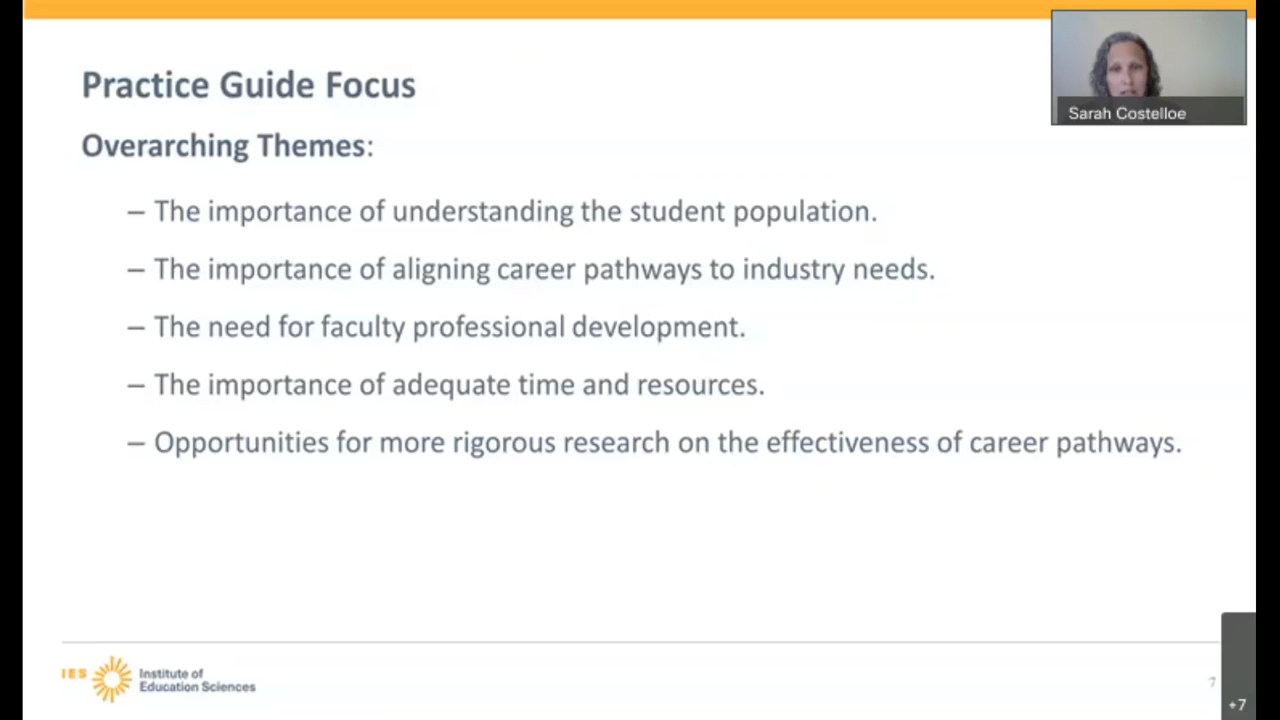 Practice Guide Focus
Sarah Costelloe
Overarching Themes:
– The importance of understanding the student population.
– The importance of aligning career pathways to industry needs.
– The need for faculty professional development.
– The importance of adequate time and resources.
– Opportunities for more rigorous research on the effectiveness of career pathways.
IES
Institute of
Education Sciences
7
+7